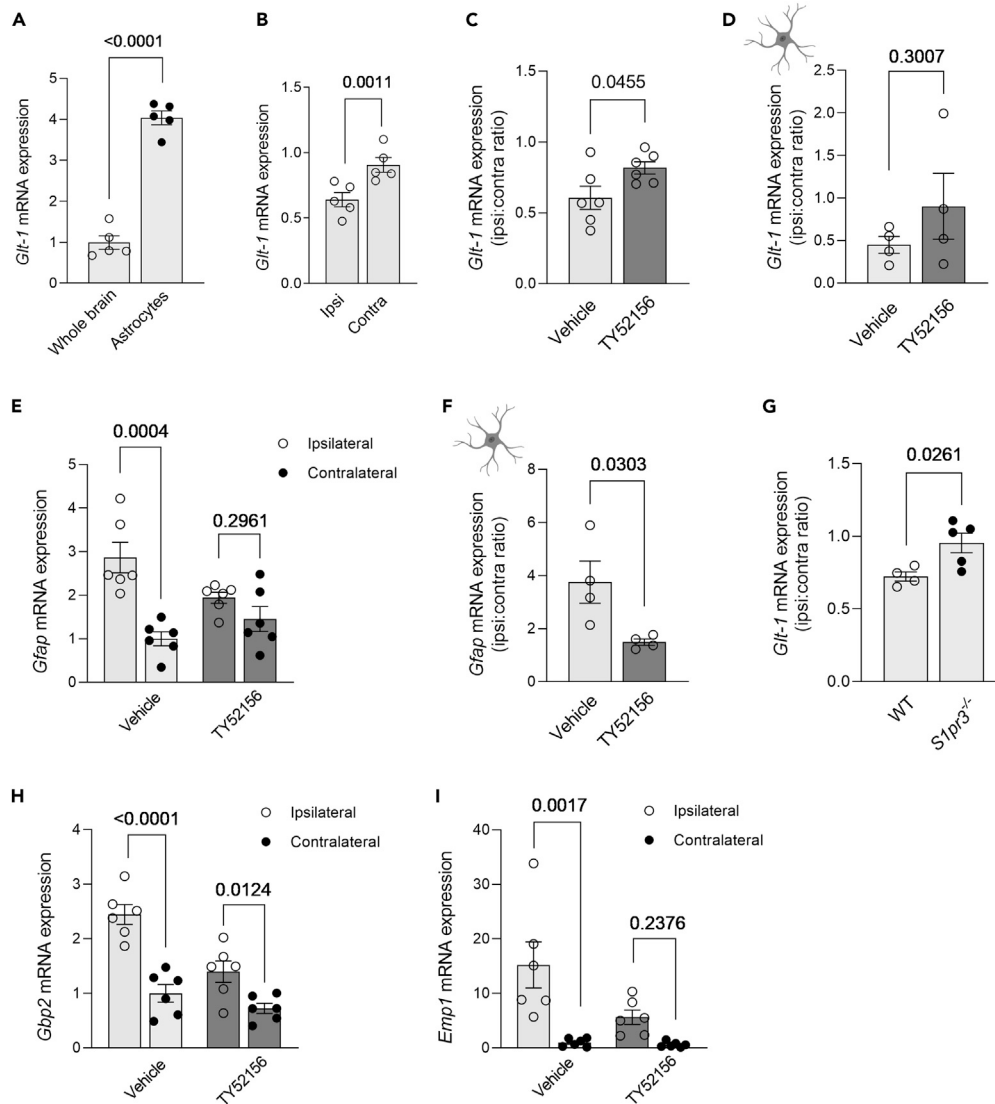 A
<0.0001
Glt-1 mRNA expression
5
4
3
2
1
0
Whole brain
Astrocytes
B
0.0011
Glt-1 mRNA expression
1.5
1.0
0.5
0.0
Ipsi
Contra
C
0.0455
Glt-1 mRNA expression
(ipsi:contra ratio)
1.5
1.0
0.5
0.0
Vehicle
TY52156
D
0.3007
Glt-1 mRNA expression
(ipsi:contra ratio)
2.5
2.0
1.5
1.0
0.5
0.0
Vehicle
TY52156
E
0.0004
0.2961
Ipsilateral
Contralateral
Gfap mRNA expression
5
4
3
2
1
0
Vehicle
TY52156
F
0.0303
Gfap mRNA expression
(ipsi:contra ratio)
8
6
4
2
0
Vehicle
TY52156
G
0.0261
Glt-1 mRNA expression
(ipsi:contra ratio)
1.5
1.0
0.5
0.0
WT
S1pr3-/-
H
<0.0001
0.0124
Ipsilateral
Contralateral
Gbp2 mRNA expression
4
3
2
1
0
Vehicle
TY52156
I
0.0017
0.2376
Ipsilateral
Contralateral
Emp1 mRNA expression
40
30
20
10
0
Vehicle
TY52156